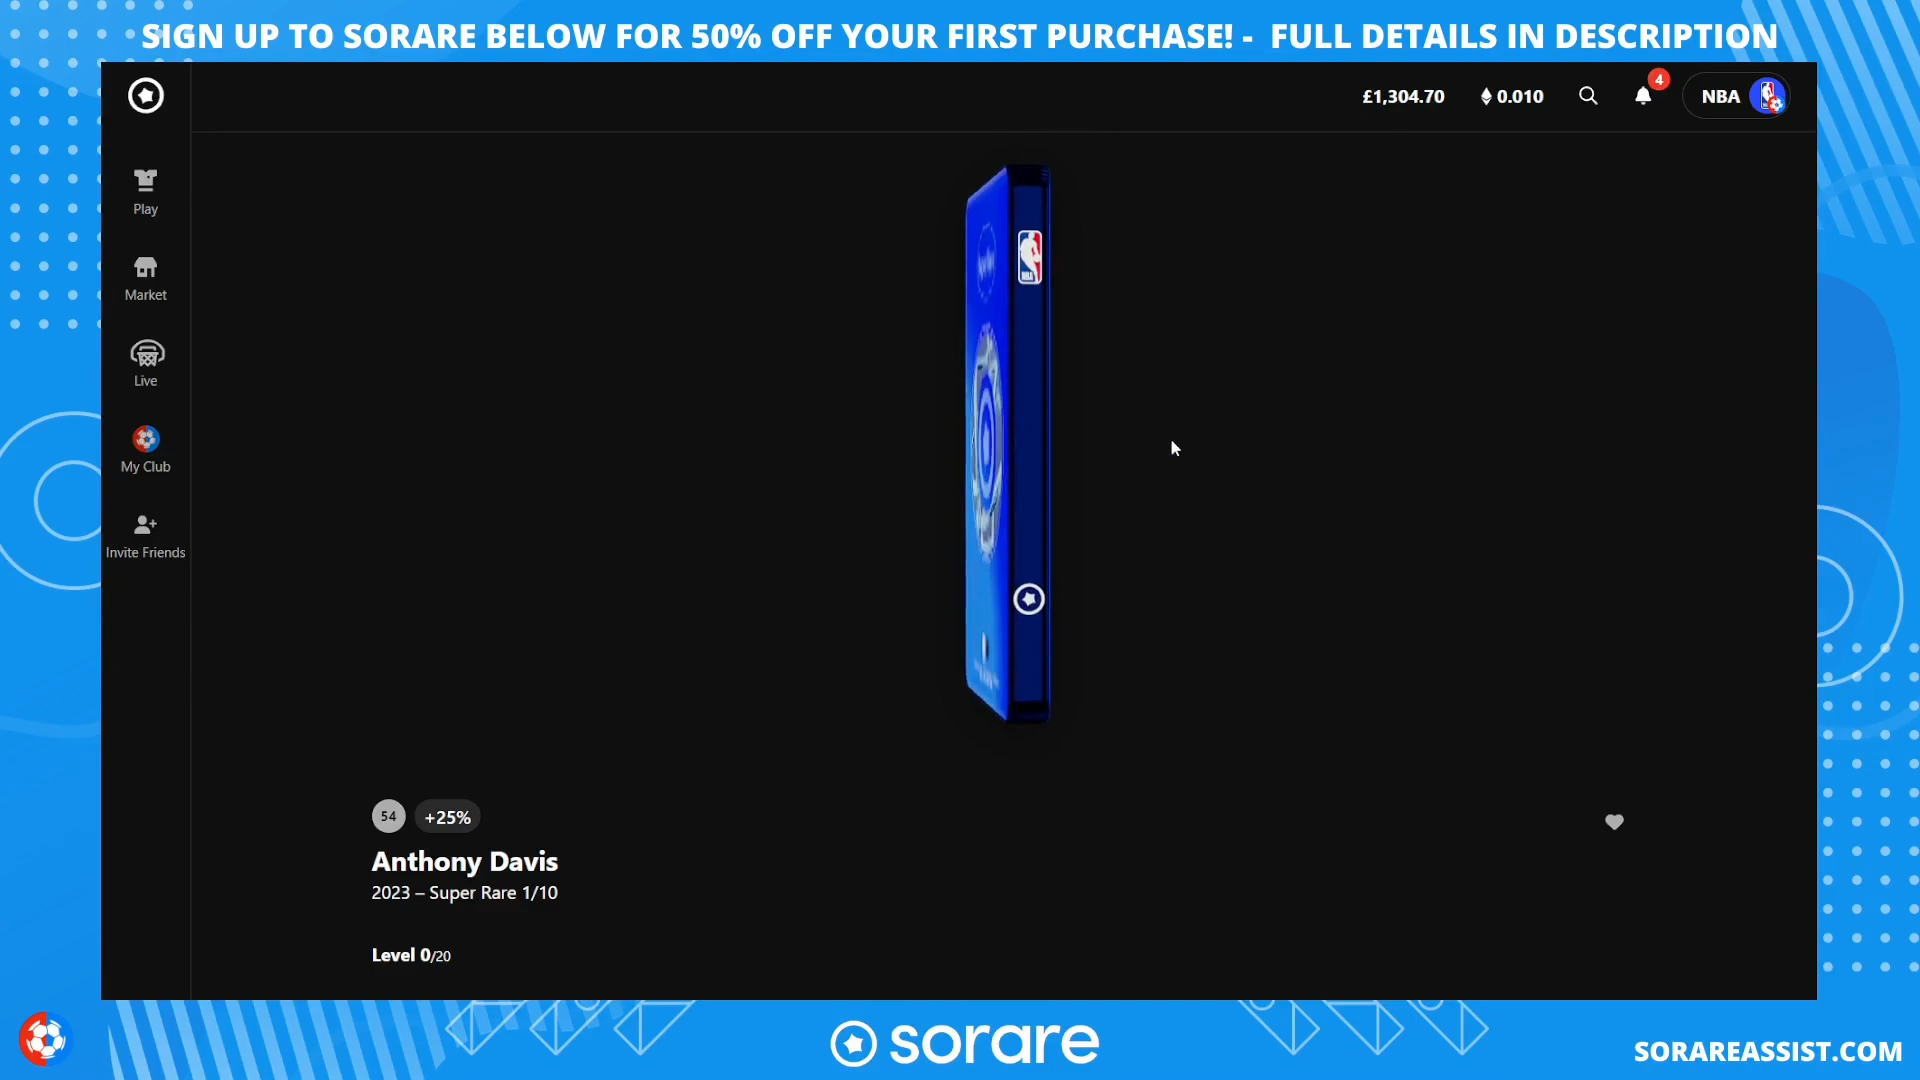 SIGN UP TO SORARE BELOW FOR 50% OFF YOUR FIRST PURCHASE! - FULL DETAILS IN DESCRIPTION
£1,304.70
0.010
4
NBA
Play
Market
Live
My Club
Invite Friends
NBA
54
+25%
Anthony Davis
2023 – Super Rare 1/10
Level 0/20
sorare
SORAREASSIST.COM